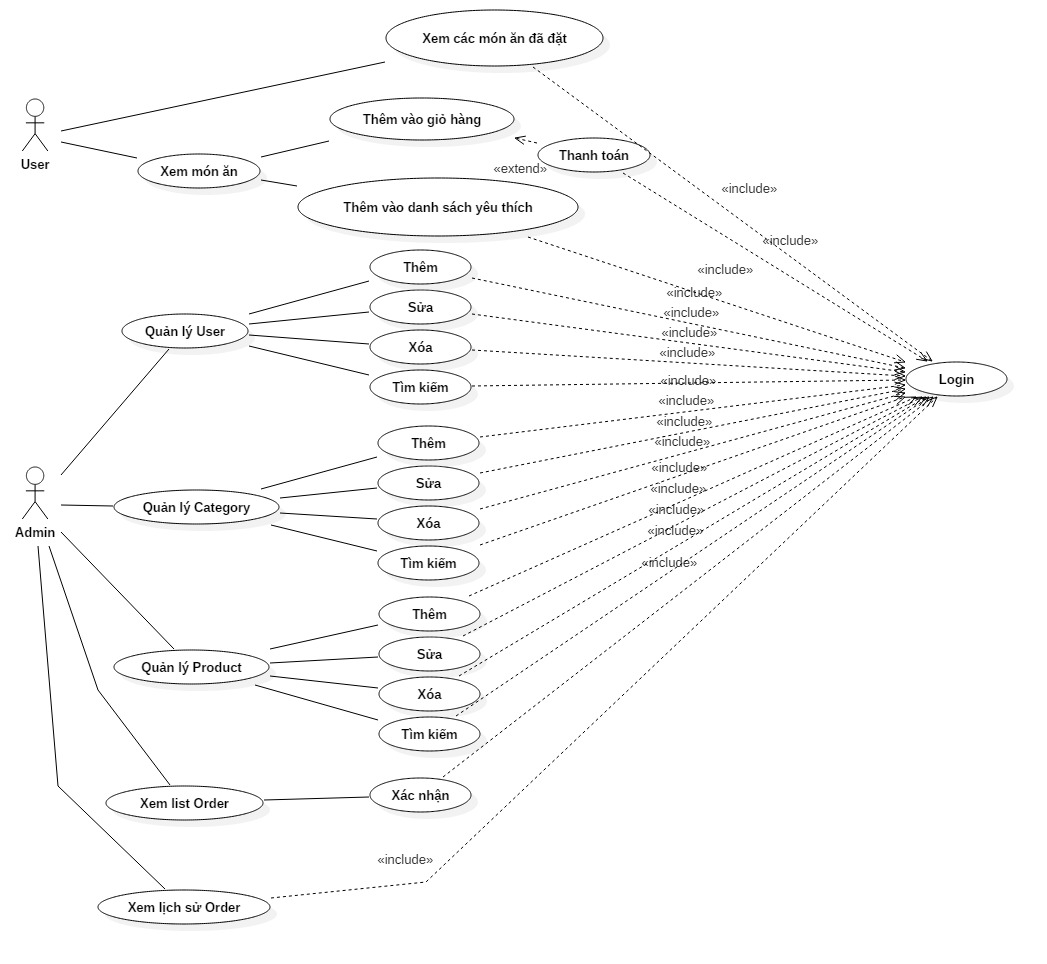 Xem các món ăn đã đặt
User
Thêm vào giỏ hàng
Thanh toán
«extend»
Xem món ăn
Thêm vào danh sách yêu thích
«include»
«include»
«include»
«include»
«include»
«include»
«include»
Thêm
Sửa
Quản lý User
Xóa
Tìm kiếm
Login
«include»
«include»
«include»
«include»
Thêm
Sửa
Admin
Quản lý Category
Xóa
Tìm kiếm
«include»
«include»
«include»
«include»
«include»
Thêm
Sửa
Quản lý Product
Xóa
Tìm kiếm
Xem list Order
Xác nhận
«include»
Xem lịch sử Order